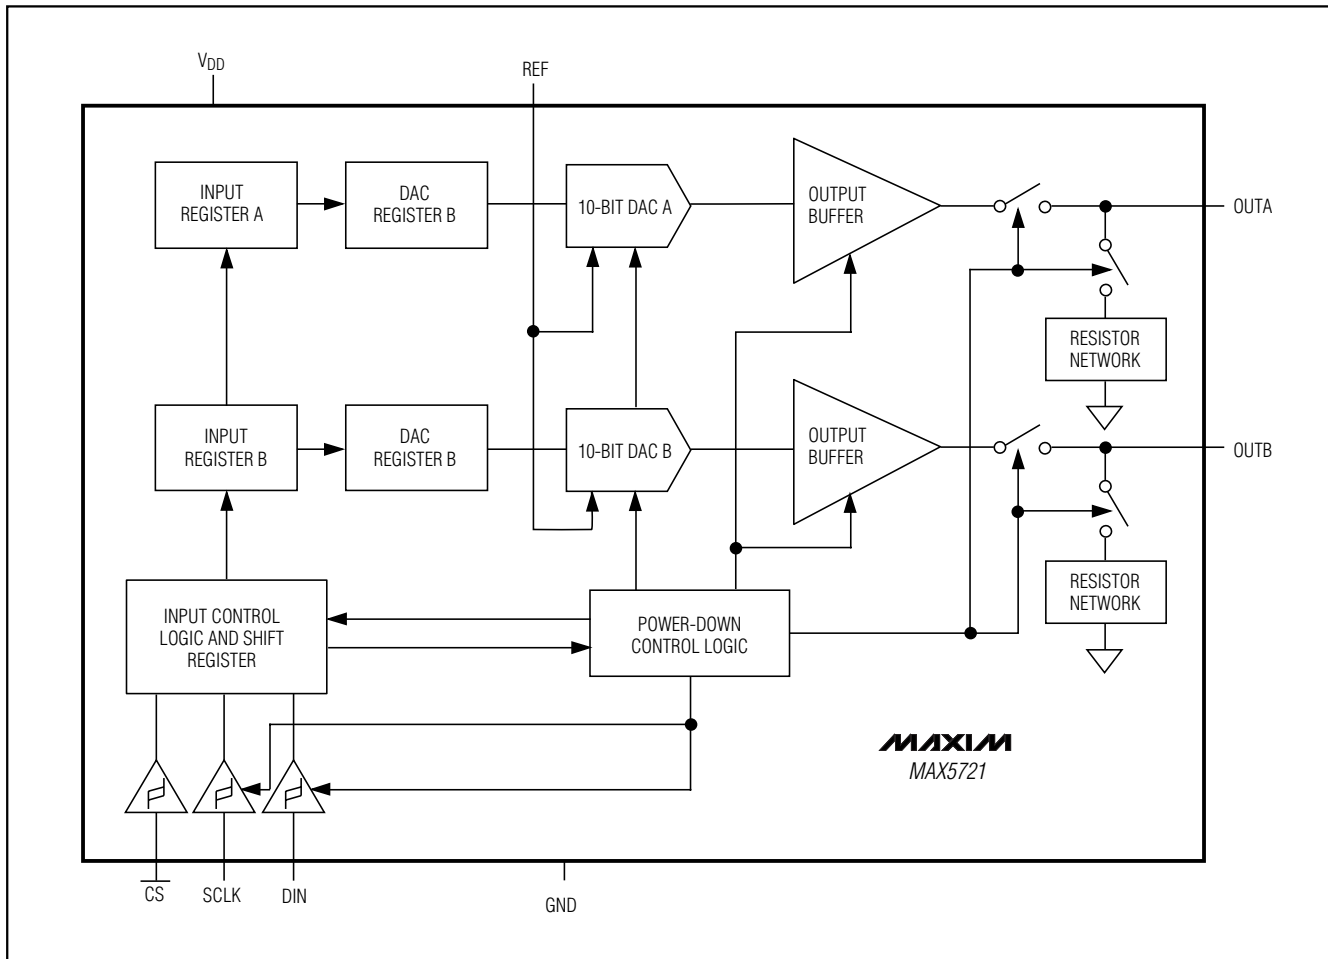 VDD
REF
INPUT
REGISTER A
DAC
REGISTER B
10-BIT DAC A
OUTPUT
BUFFER
OUTA
RESISTOR
NETWORK
INPUT
REGISTER B
DAC
REGISTER B
10-BIT DAC B
OUTPUT
BUFFER
OUTB
RESISTOR
NETWORK
INPUT CONTROL
LOGIC AND SHIFT
REGISTER
POWER-DOWN
CONTROL LOGIC
MAXIM
MAX5721
CS
SCLK
DIN
GND